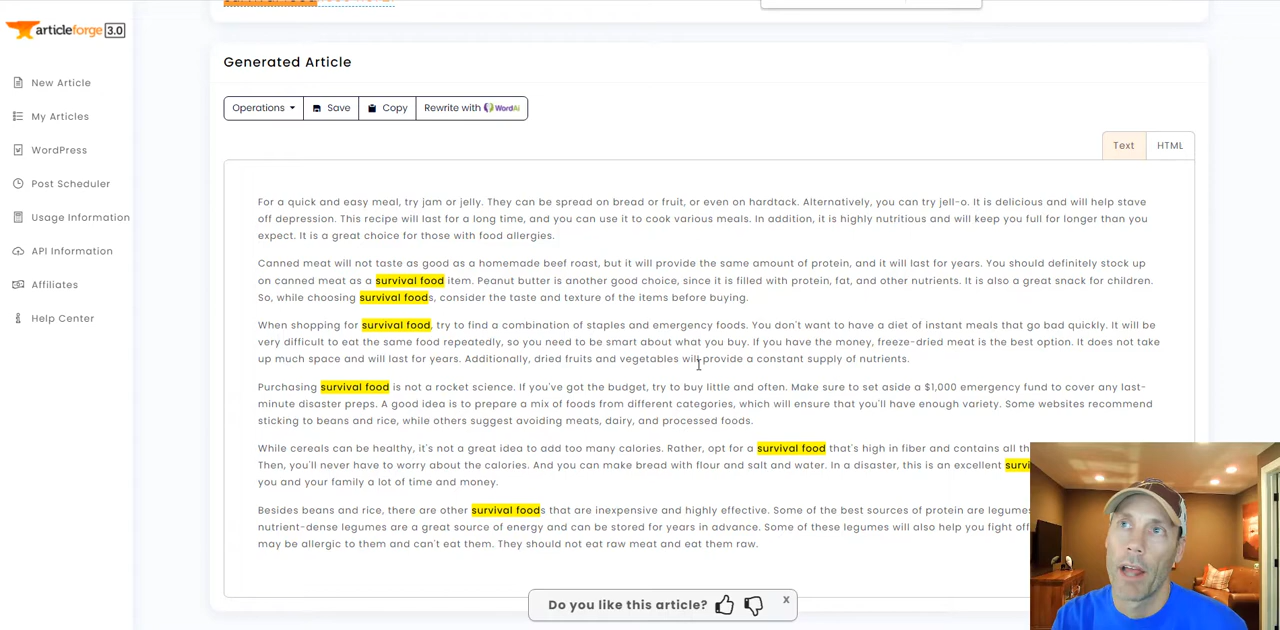 articleforge 3.0
New Article
My Articles
WordPress
Post Scheduler
Usage Information
API Information
Affiliates
Help Center
Generated Article
Operations
Save
Copy
Rewrite with WordAi
Text
HTML
For a quick and easy meal, try jam or jelly. They can be spread on bread or fruit, or even on hardtack. Alternatively, you can try jell-o. It is delicious and will help stave
off depression. This recipe will last for a long time, and you can use it to cook various meals. In addition, it is highly nutritious and will keep you full for longer than you
expect. It is a great choice for those with food allergies.
Canned meat will not taste as good as a homemade beef roast, but it will provide the same amount of protein, and it will last for years. You should definitely stock up
on canned meat as a survival food item. Peanut butter is another good choice, since it is filled with protein, fat, and other nutrients. It is also a great snack for children.
So, while choosing survival foods, consider the taste and texture of the items before buying.
When shopping for survival food, try to find a combination of staples and emergency foods. You don't want to have a diet of instant meals that go bad quickly. It will be
very difficult to eat the same food repeatedly, so you need to be smart about what you buy. If you have the money, freeze-dried meat is the best option. It does not take
up much space and will last for years. Additionally, dried fruits and vegetables will provide a constant supply of nutrients.
Purchasing survival food is not a rocket science. If you've got the budget, try to buy little and often. Make sure to set aside a $1,000 emergency fund to cover any last-
minute disaster preps. A good idea is to prepare a mix of foods from different categories, which will ensure that you'll have enough variety. Some websites recommend
sticking to beans and rice, while others suggest avoiding meats, dairy, and processed foods.
While cereals can be healthy, it's not a great idea to add too many calories. Rather, opt for a survival food that's high in fiber and contains all
Then, you'll never have to worry about the calories. And you can make bread with flour and salt and water. In a disaster, this is an excellent
you and your family a lot of time and money.
Besides beans and rice, there are other survival foods that are inexpensive and highly effective. Some of the best sources of protein are legumes
nutrient-dense legumes are a great source of energy and can be stored for years in advance. Some of these legumes will also help you fight off
may be allergic to them and can't eat them. They should not eat raw meat and eat them raw.
Do you like this article?
x